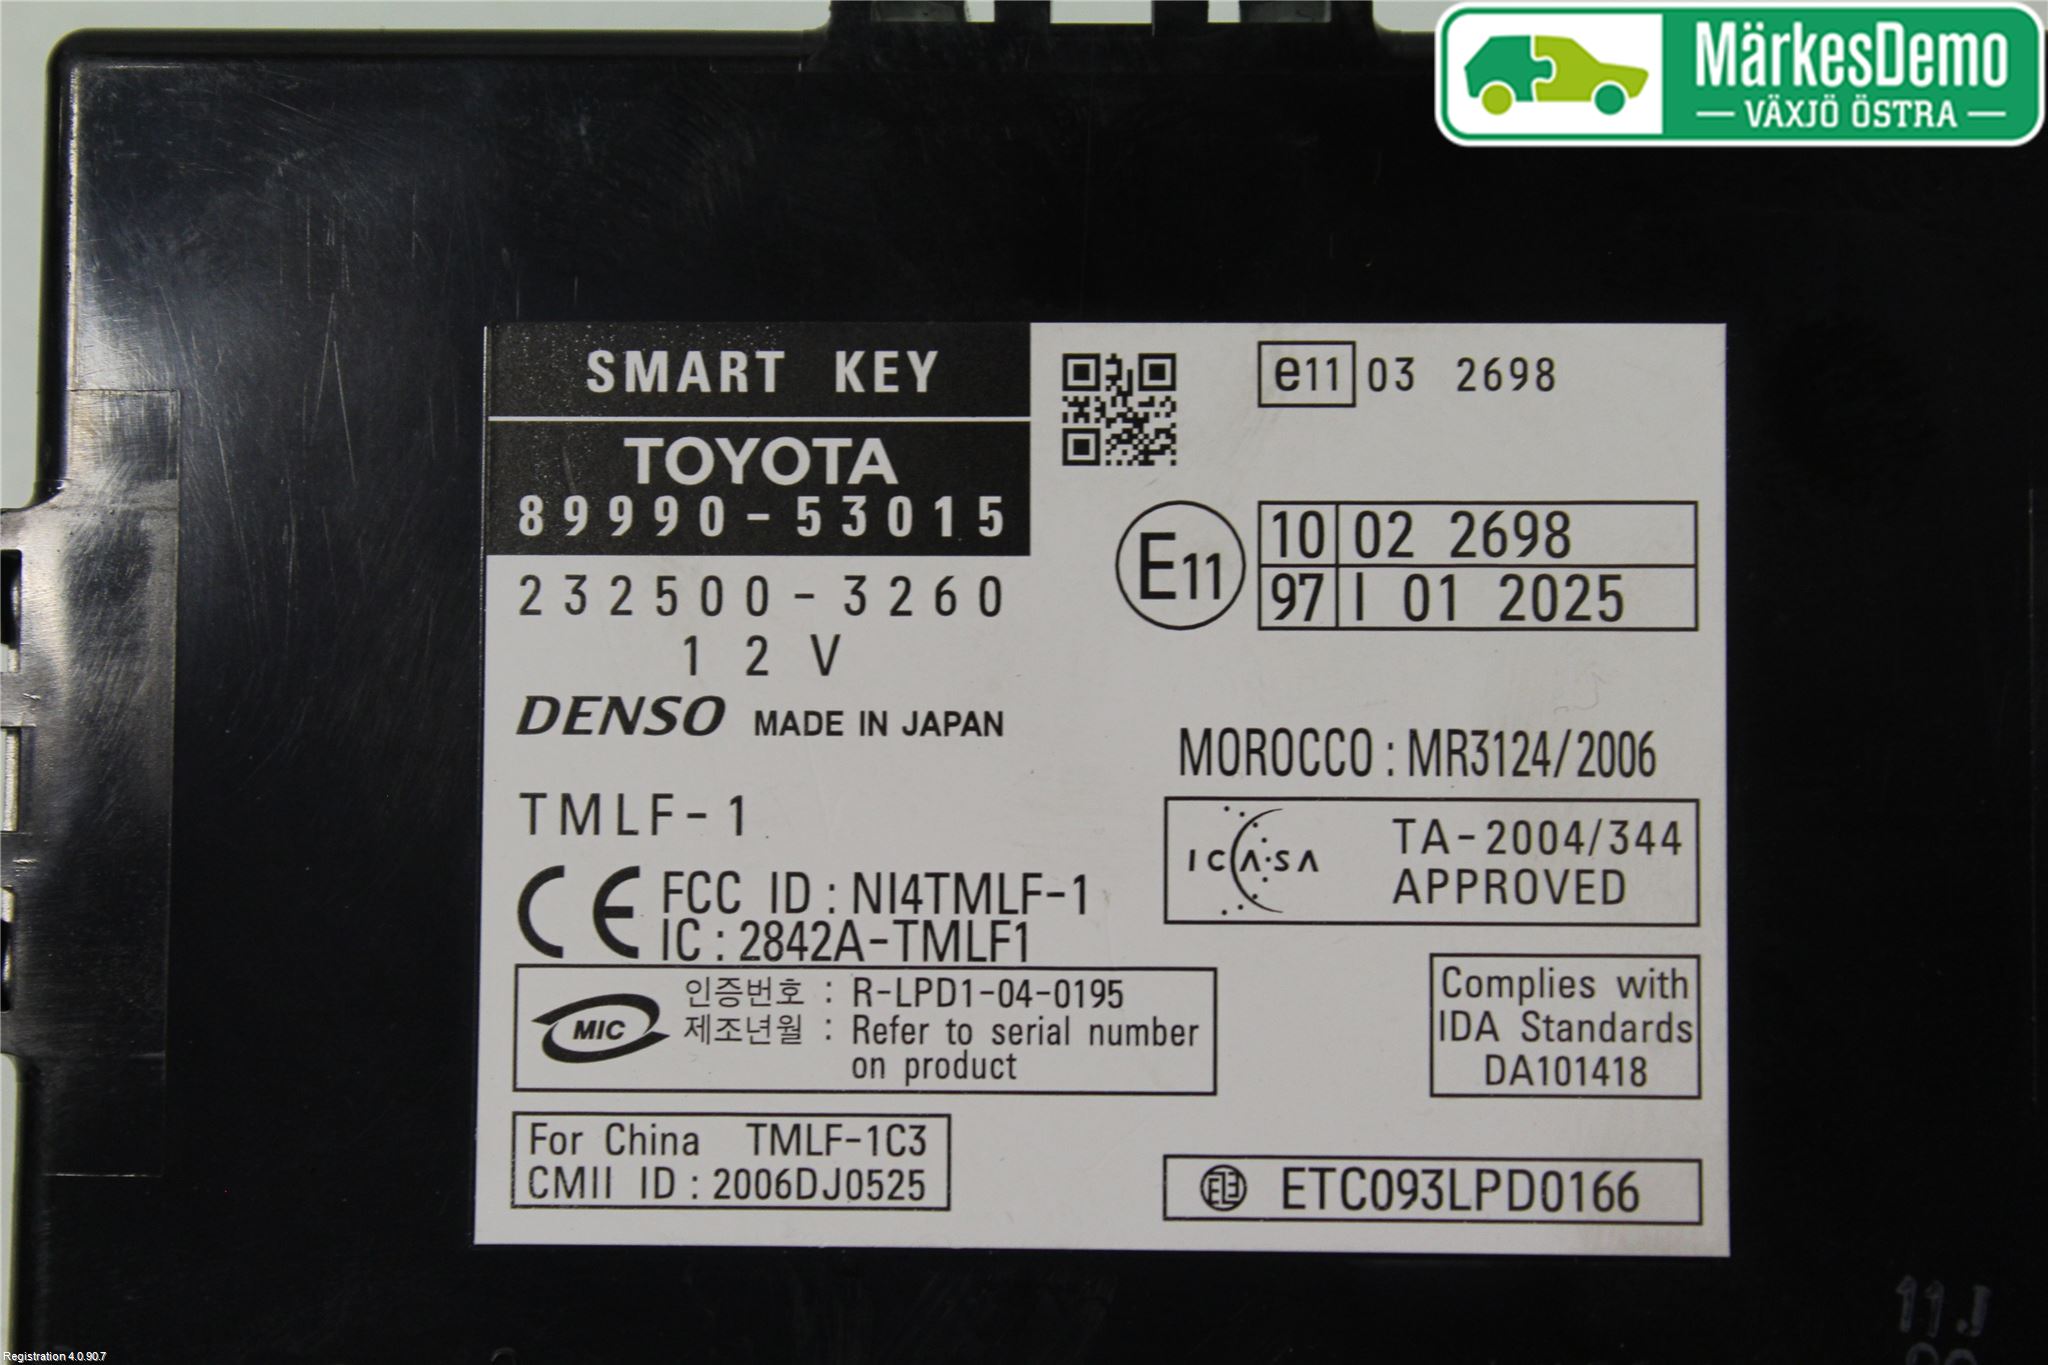 MärkesDemo
VÄXJÖ ÖSTRA
SMART KEY
TOYOTA
89990-53015
232500-3260
12V
DENSO MADE IN JAPAN
TMLF-1
CE FCC ID : NI4TMLF-1
IC : 2842A-TMLF1
MIC 인증번호 : R-LPD1-04-0195
제조년월 : Refer to serial number
on product
For China TMLF-1C3
CMII ID : 2006DJ0525
e11 03 2698
E11 10 02 2698
97 I 01 2025
MOROCCO : MR3124/2006
ICASA TA-2004/344
APPROVED
Complies with
IDA Standards
DA101418
ETC093LPD0166
11J
Registration 4.0.90.7